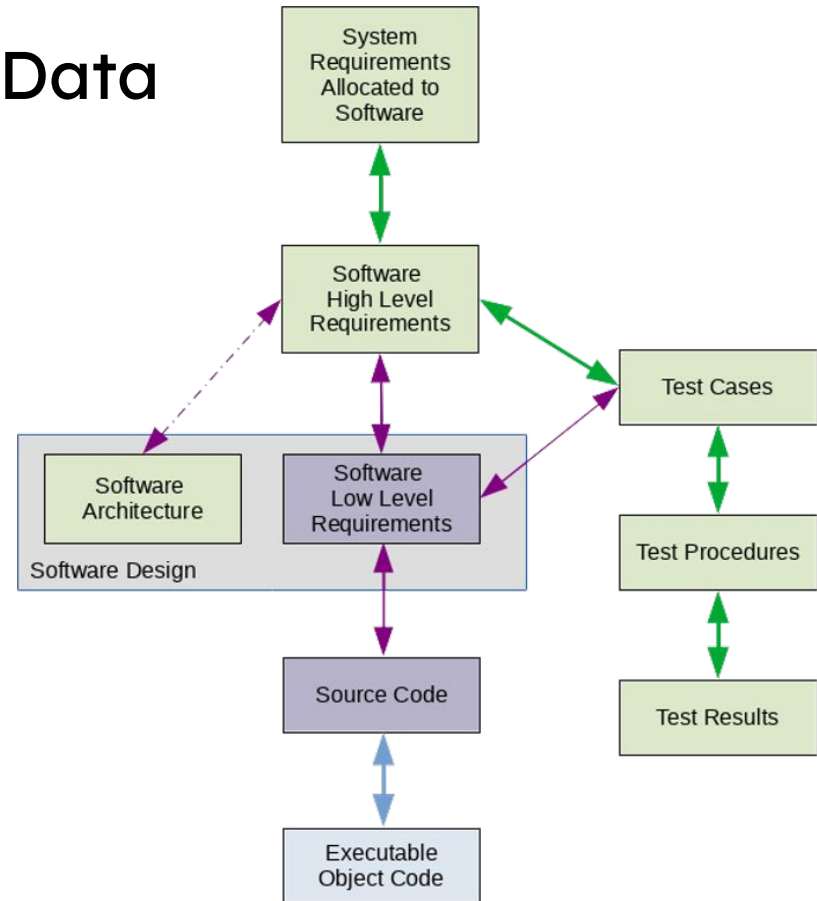 Data
System
Requirements
Allocated to
Software
Software
High Level
Requirements
Test Cases
Software
Architecture
Software
Low Level
Requirements
Software Design
Test Procedures
Source Code
Test Results
Executable
Object Code